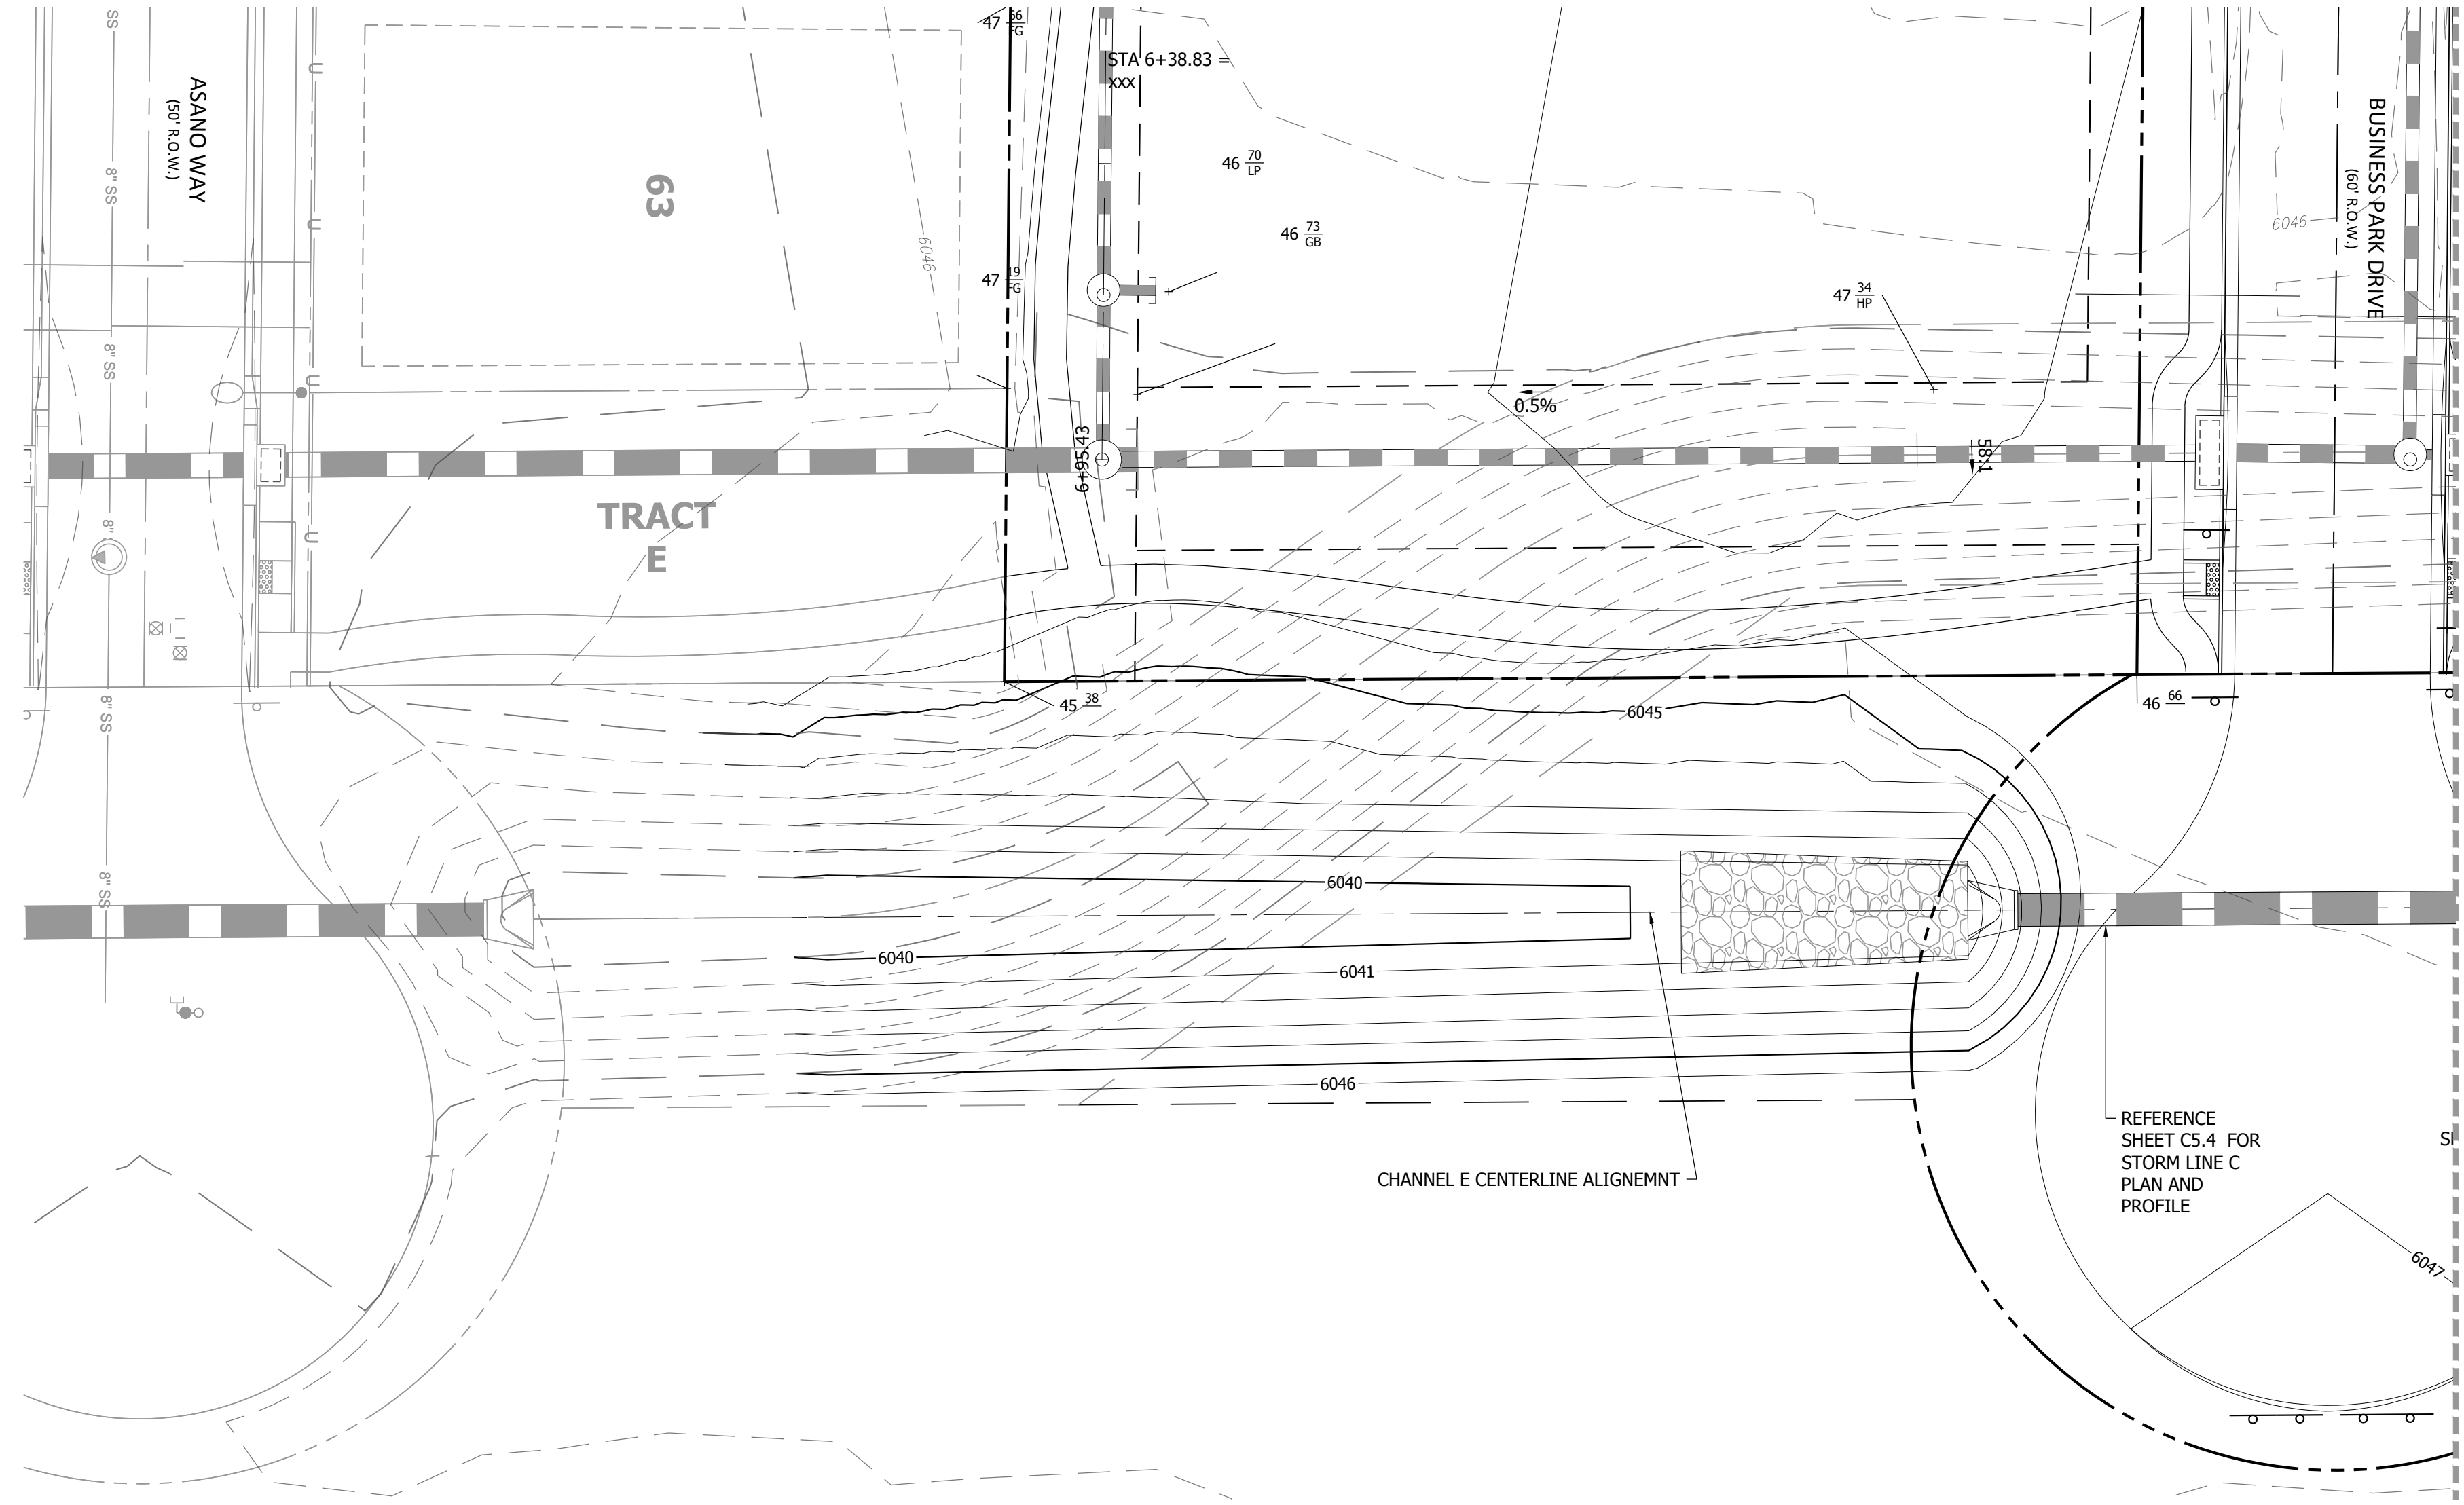 SS
47 66
FG
STA 6+38.83 =
xxx
ASANO WAY
(50' R.O.W.)
U
8" SS
63
46 70
LP
BUSINESS PARK DRIVE
(60' R.O.W.)
6046
U
46 73
GB
6046
47 19
FG
47 34
HP
8" SS
U
0.5%
6+95.43
58:1
TRACT
E
8"
U
8" SS
45 38
6045
46 66
8" SS
6040
6040
6041
6046
REFERENCE
SHEET C5.4 FOR
STORM LINE C
PLAN AND
PROFILE
CHANNEL E CENTERLINE ALIGNEMNT
6047